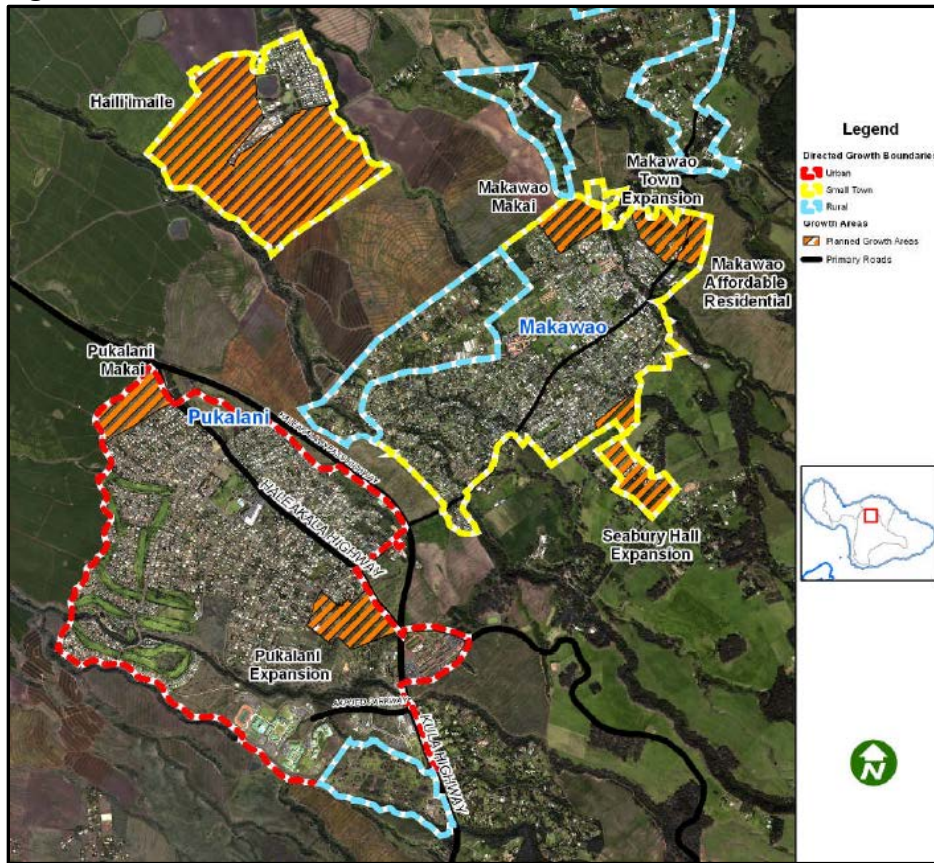 Haili'imaile
Makawao
Town
Expansion
Makawao
Makai
Makawao
Affordable
Residential
Makawao
Pukalani
Makai
Pukalani
HALEAKALA HIGHWAY
Seabury Hall
Expansion
Pukalani
Expansion
KULA HIGHWAY
Legend
Directed Growth Boundaries
Urban
Small Town
Rural
Growth Areas
Planned Growth Areas
Primary Roads
N